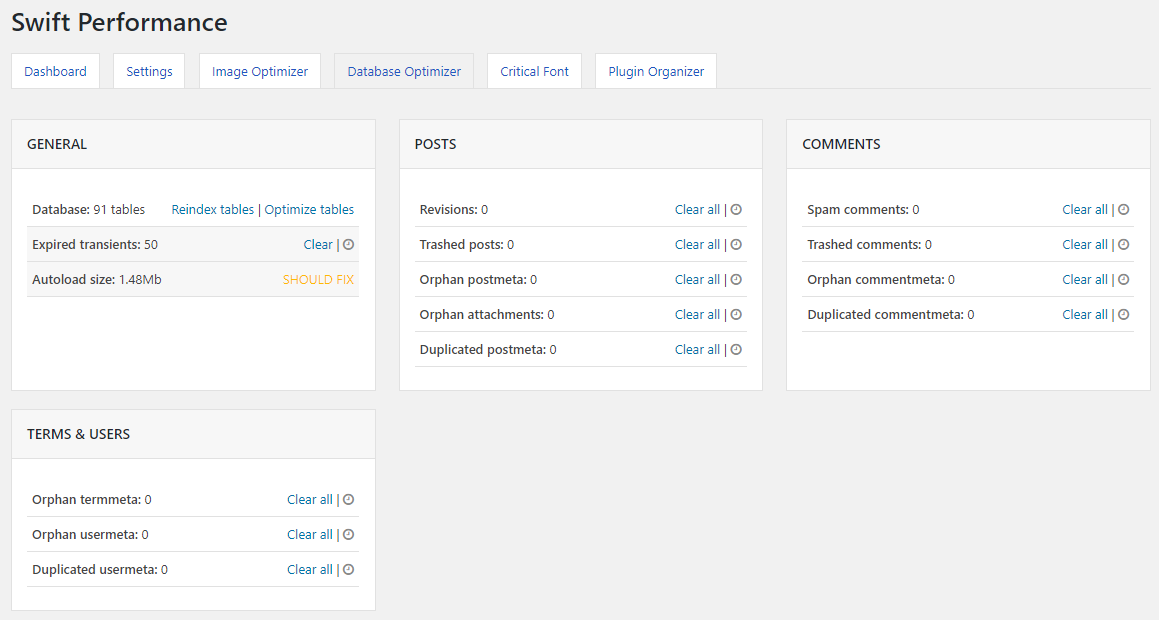 Swift Performance
Dashboard
Settings
Image Optimizer
Database Optimizer
Critical Font
Plugin Organizer
GENERAL
Database: 91 tables Reindex tables | Optimize tables
Expired transients: 50 Clear |
Autoload size: 1.48Mb SHOULD FIX
POSTS
Revisions: 0 Clear all |
Trashed posts: 0 Clear all |
Orphan postmeta: 0 Clear all |
Orphan attachments: 0 Clear all |
Duplicated postmeta: 0 Clear all |
COMMENTS
Spam comments: 0 Clear all |
Trashed comments: 0 Clear all |
Orphan commentmeta: 0 Clear all |
Duplicated commentmeta: 0 Clear all |
TERMS & USERS
Orphan termmeta: 0 Clear all |
Orphan usermeta: 0 Clear all |
Duplicated usermeta: 0 Clear all |